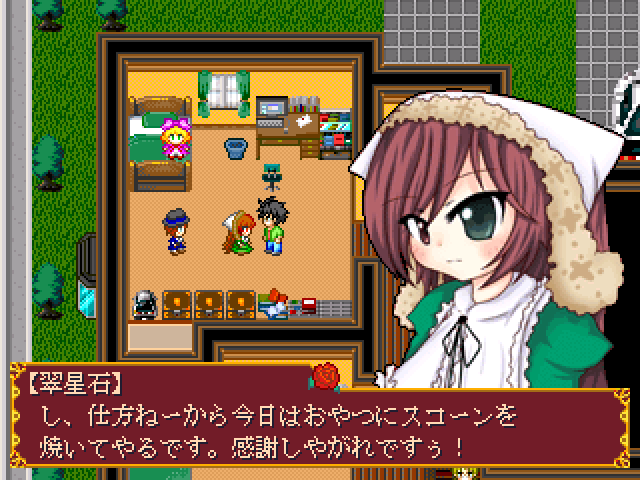 【翠星石】
し、仕方ねーから今日はおやつにスコーンを
焼いてやるです。感謝しやがれですぅ！